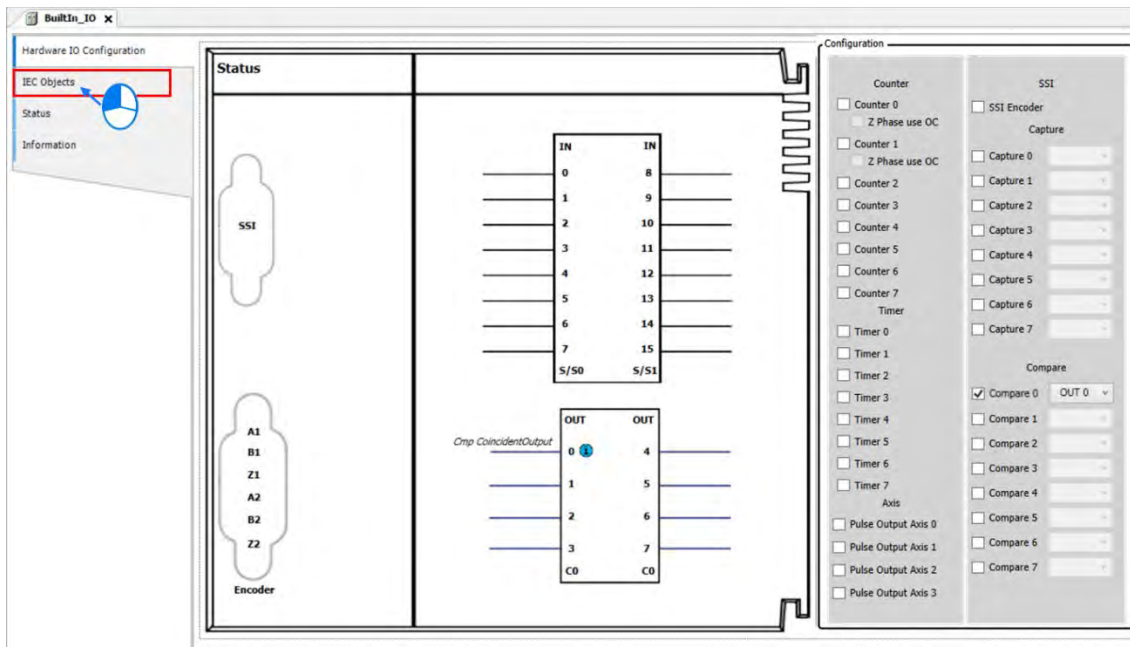 BuiltIn_IO X
Hardware IO Configuration
IEC Objects
Status
Information
Status
SSI
A1
B1
Z1
A2
B2
Z2
Encoder
IN IN
0 8
1 9
2 10
3 11
4 12
5 13
6 14
7 15
S/S0 S/S1
OUT OUT
Cmp CoincidentOutput 0 1 4
1 5
2 6
3 7
C0 C0
Configuration
Counter
Counter 0
Z Phase use OC
Counter 1
Z Phase use OC
Counter 2
Counter 3
Counter 4
Counter 5
Counter 6
Counter 7
Timer
Timer 0
Timer 1
Timer 2
Timer 3
Timer 4
Timer 5
Timer 6
Timer 7
Axis
Pulse Output Axis 0
Pulse Output Axis 1
Pulse Output Axis 2
Pulse Output Axis 3
SSI
SSI Encoder
Capture
Capture 0
Capture 1
Capture 2
Capture 3
Capture 4
Capture 5
Capture 6
Capture 7
Compare
Compare 0 OUT 0
Compare 1
Compare 2
Compare 3
Compare 4
Compare 5
Compare 6
Compare 7